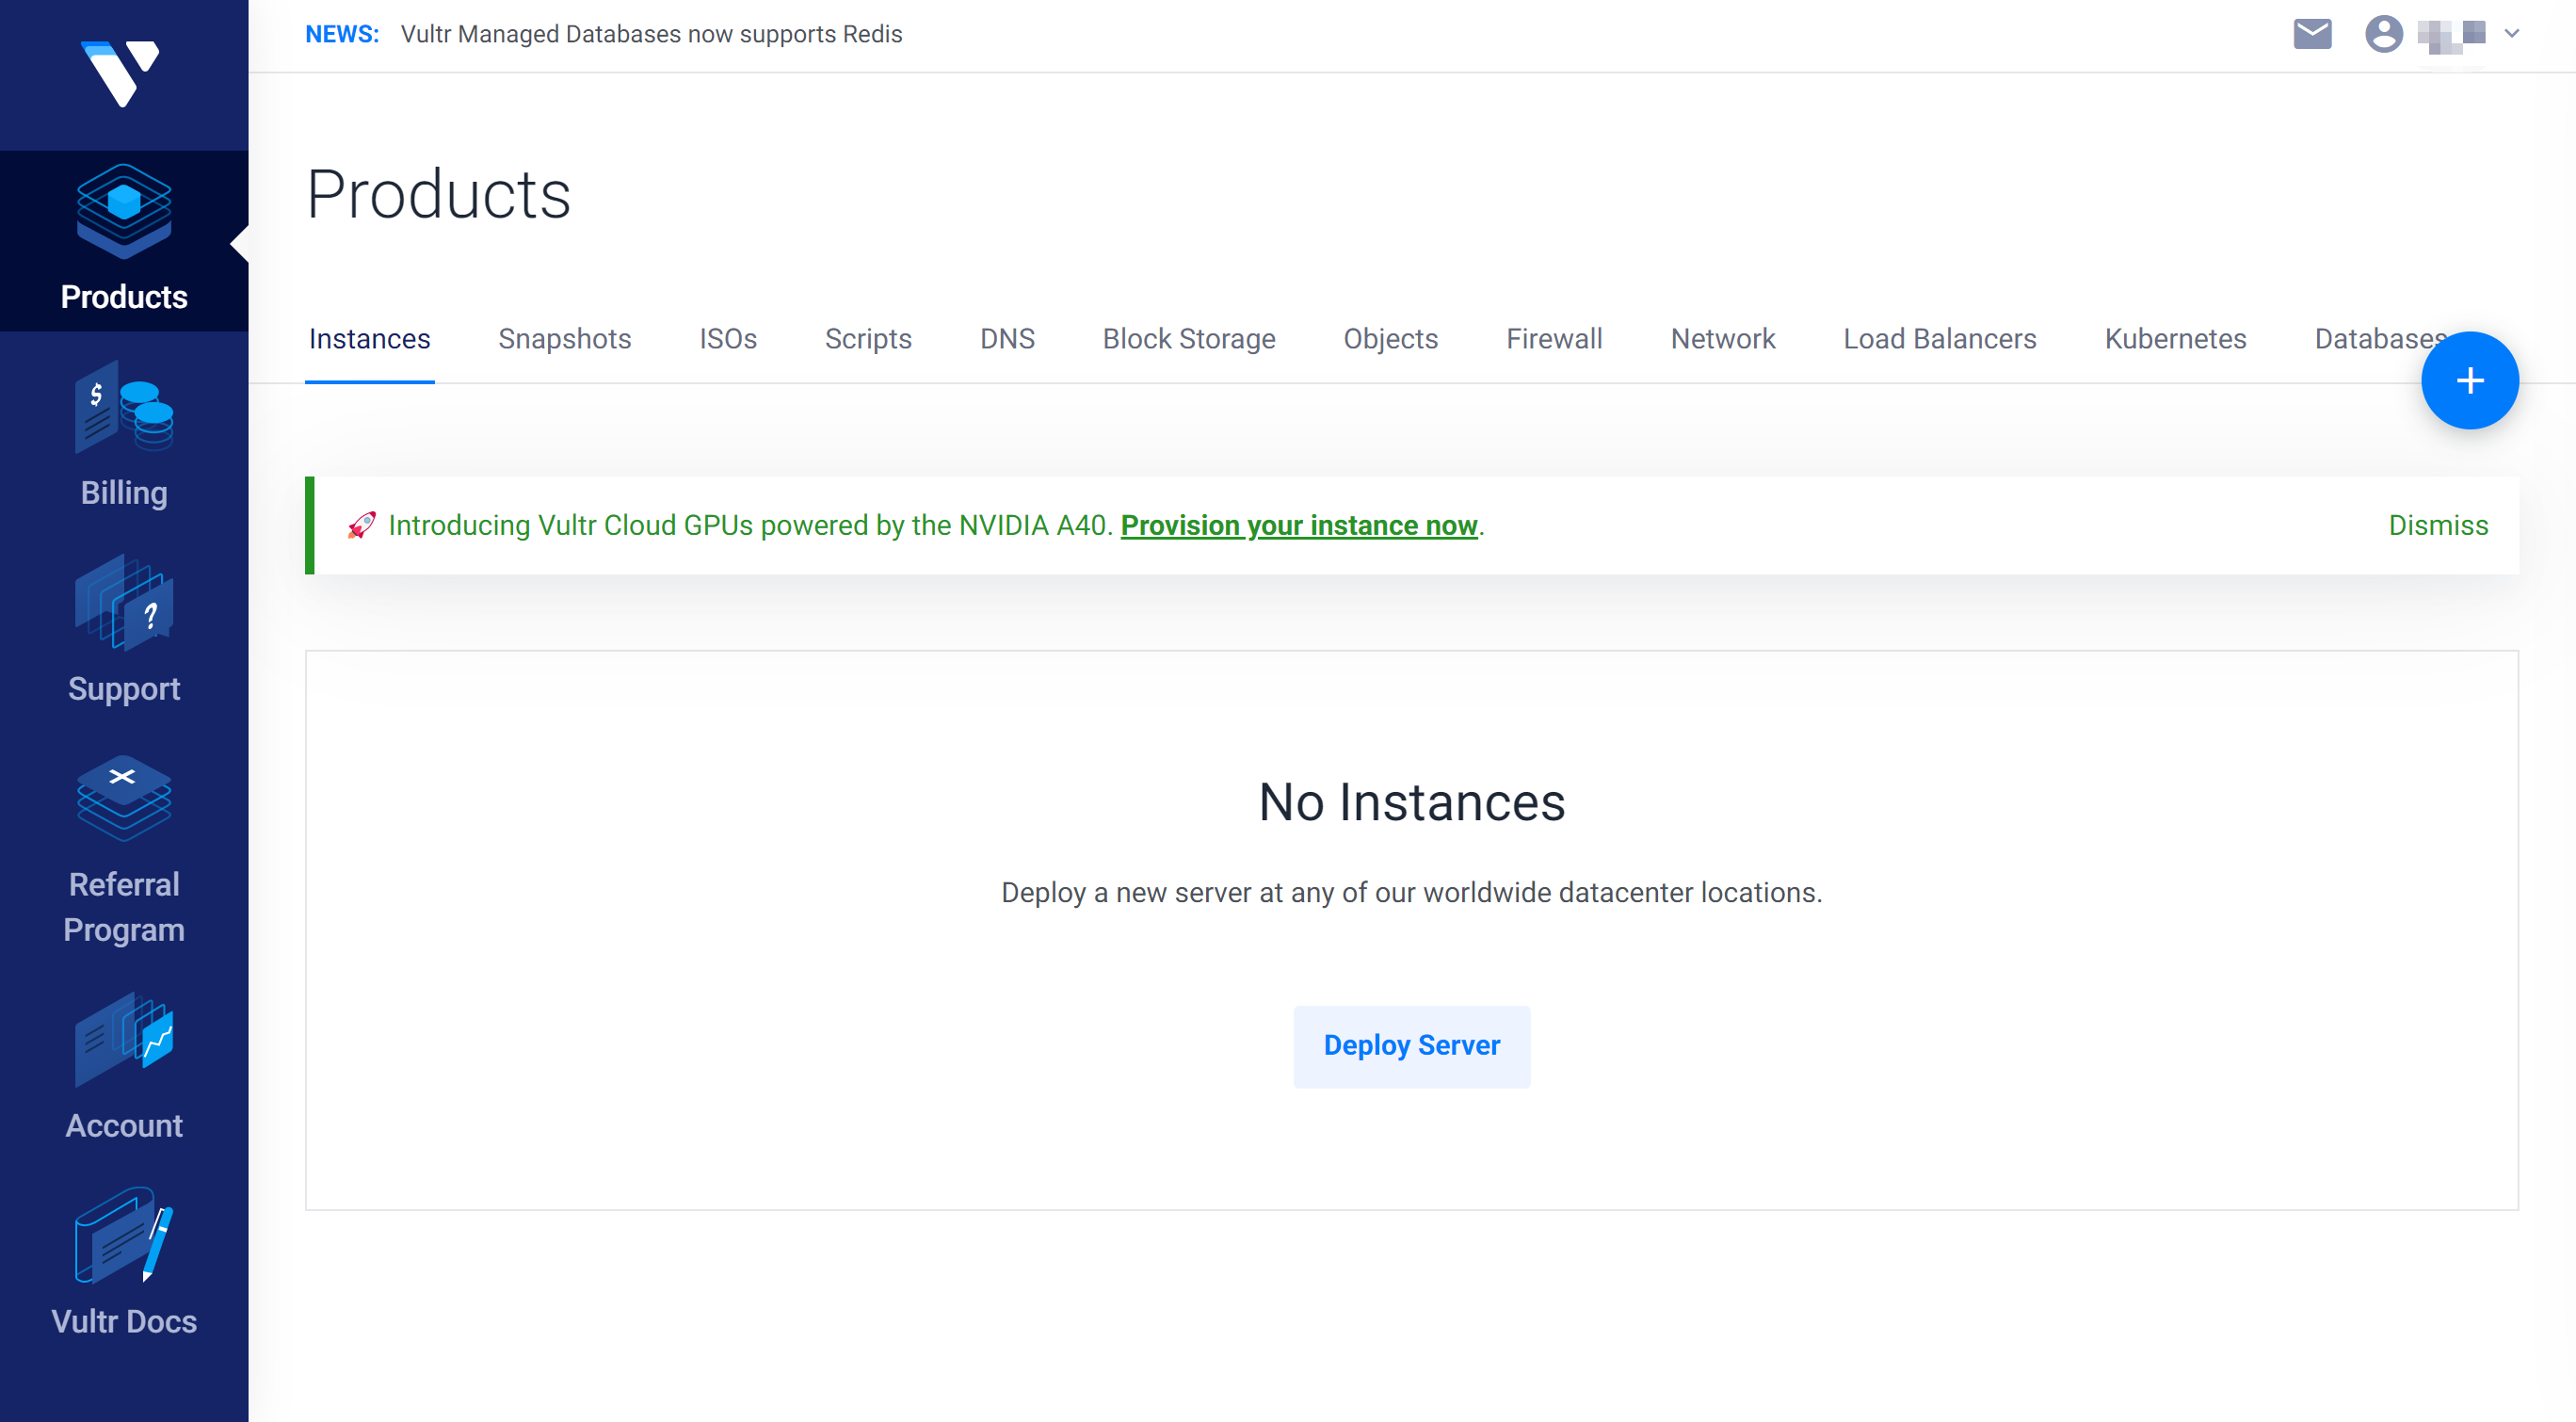 NEWS: Vultr Managed Databases now supports Redis
Products
Products
Instances Snapshots ISOs Scripts DNS Block Storage Objects Firewall Network Load Balancers Kubernetes Databases
Billing
🚀 Introducing Vultr Cloud GPUs powered by the NVIDIA A40. Provision your instance now. Dismiss
Support
No Instances
Deploy a new server at any of our worldwide datacenter locations.
Deploy Server
Referral
Program
Account
Vultr Docs